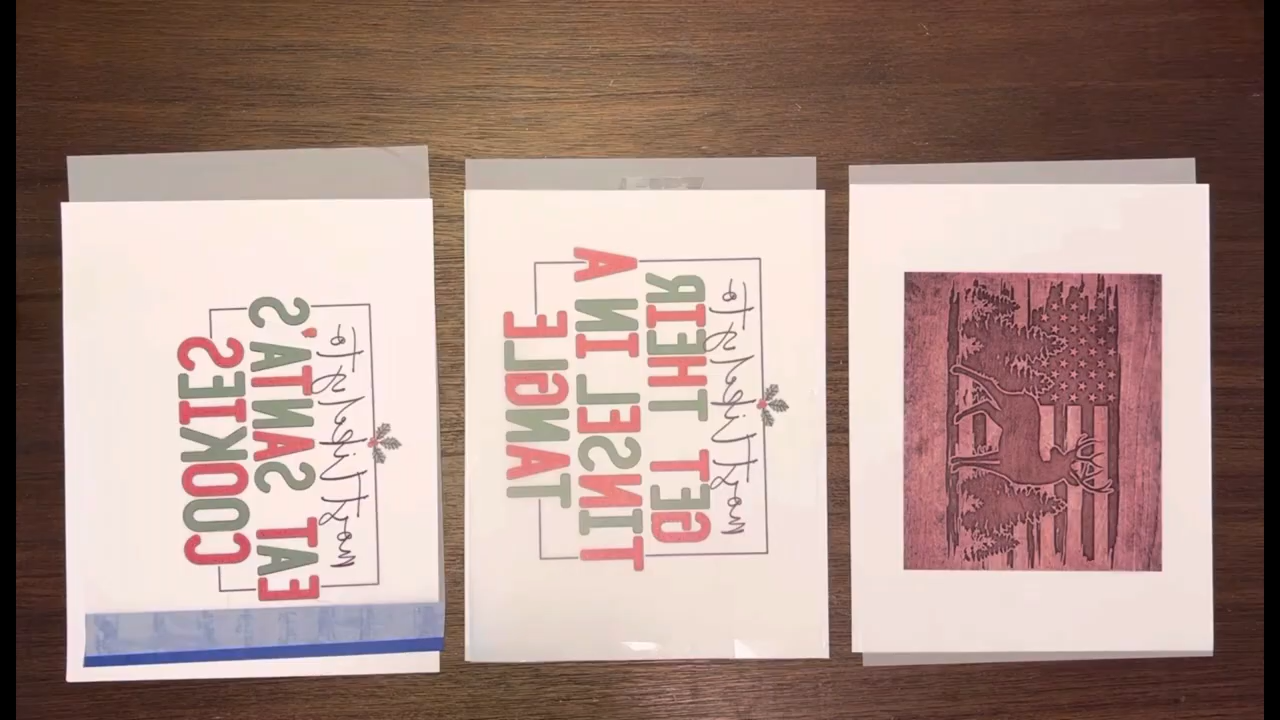 most Likely to
EAT SANTA'S
COOKIES
most Likely to
GET THEIR
TINSEL IN A
TANGLE